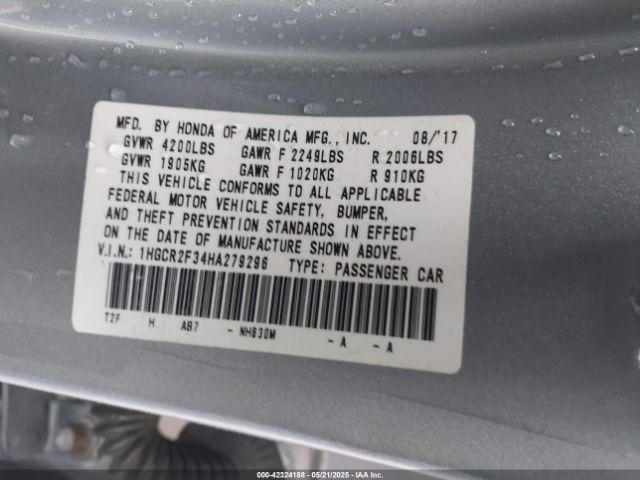 MFD. BY HONDA OF AMERICA MFG., INC. 08/'17
GVWR 4200LBS GAWR F 2249LBS R 2006LBS
GVWR 1905KG GAWR F 1020KG R 910KG
THIS VEHICLE CONFORMS TO ALL APPLICABLE
FEDERAL MOTOR VEHICLE SAFETY, BUMPER,
AND THEFT PREVENTION STANDARDS IN EFFECT
ON THE DATE OF MANUFACTURE SHOWN ABOVE.
V.I.N.: 1HGCR2F34HA279296 TYPE: PASSENGER CAR
T2F H AB7 - NH830M - A - A
000-42324188 - 05/21/2025 - IAA Inc.